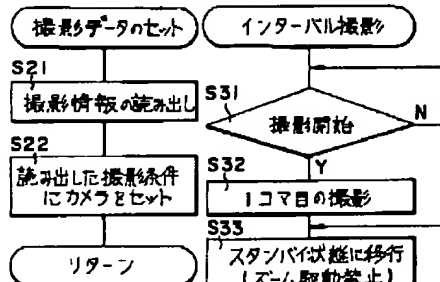 撮影データのセット
S21
撮影情報の読み出し
S22
読み出した撮影条件
にカメラをセット
リターン
インターバル撮影
S31
撮影開始
N
Y
S32
1コマ目の撮影
S33
スタンバイ状態に移行
(ズーム駆動禁止)